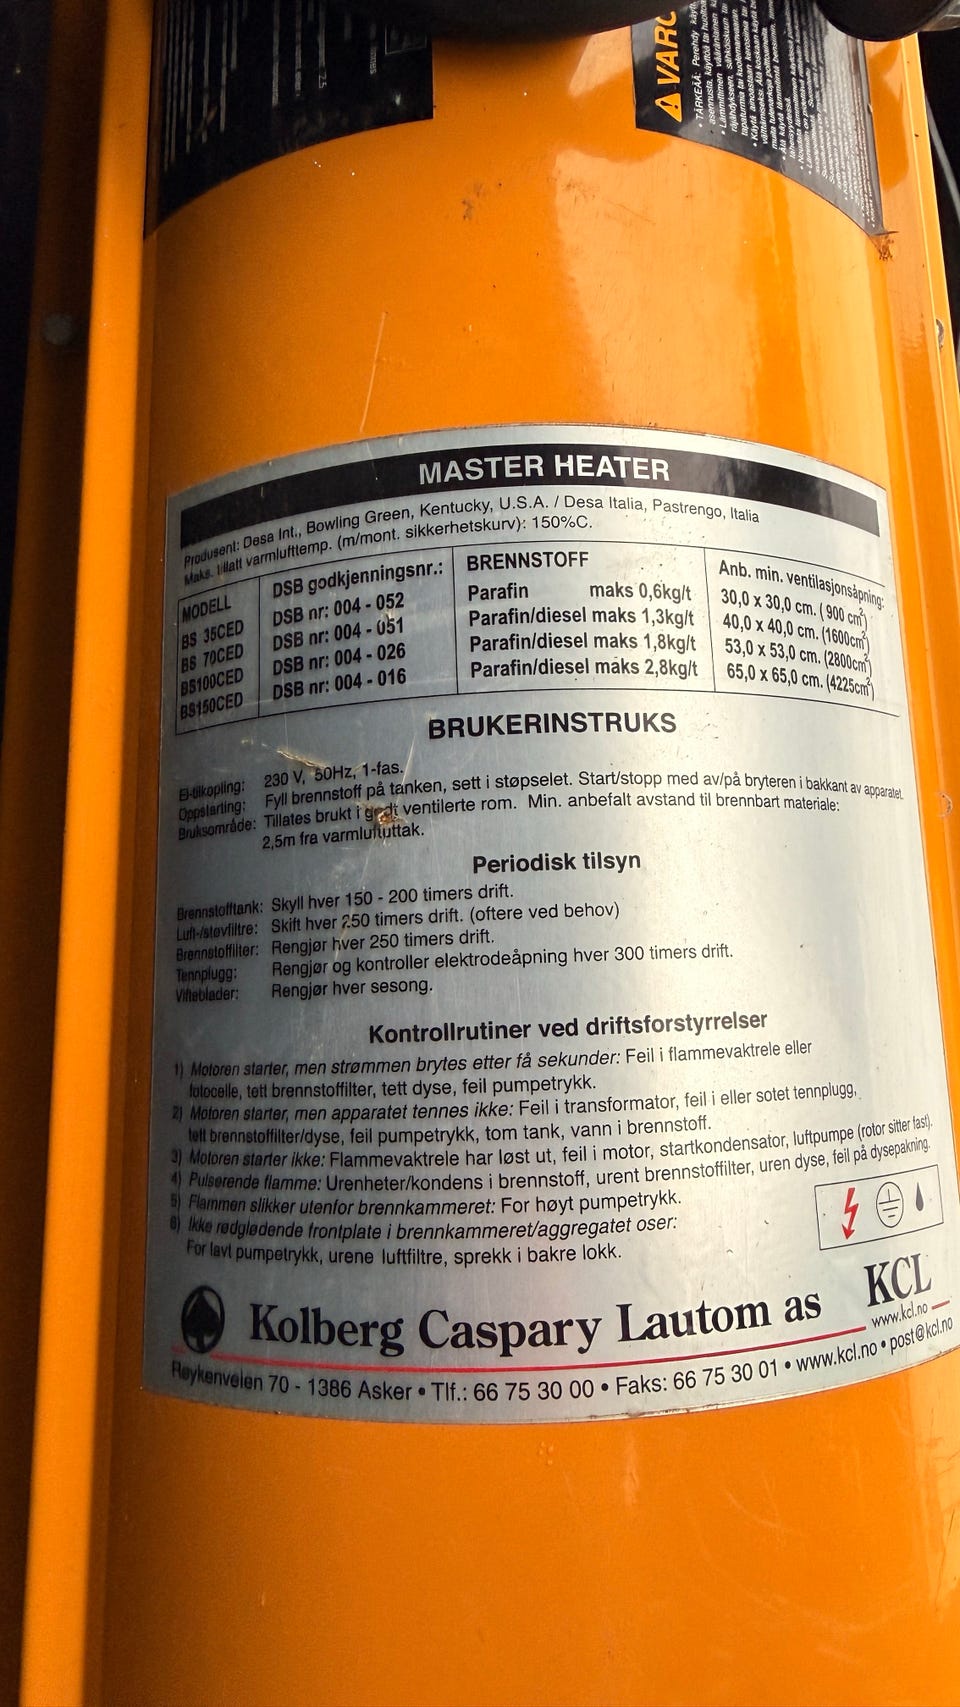 VARO
• TÄRKEÄÄ: Perehdy
MASTER HEATER
Produsent: Desa Int., Bowling Green, Kentucky, U.S.A. / Desa Italia, Pastrengo, Italia
Maks. tillatt varmlufttemp. (m/mont. sikkerhetskurv): 150%C.
MODELL DSB godkjenningsnr.: BRENNSTOFF Anb. min. ventilasjonsåpning:
BS 35CED DSB nr: 004 - 052 Parafin maks 0,6kg/t 30,0 x 30,0 cm. ( 900 cm²)
BS 70CED DSB nr: 004 - 051 Parafin/diesel maks 1,3kg/t 40,0 x 40,0 cm. (1600cm²)
BS100CED DSB nr: 004 - 026 Parafin/diesel maks 1,8kg/t 53,0 x 53,0 cm. (2800cm²)
BS150CED DSB nr: 004 - 016 Parafin/diesel maks 2,8kg/t 65,0 x 65,0 cm. (4225cm²)
BRUKERINSTRUKS
El-tilkopling: 230 V, 50Hz, 1-fas.
Oppstarting: Fyll brennstoff på tanken, sett i støpselet. Start/stopp med av/på bryteren i bakkant av apparatet.
Bruksområde: Tillates brukt i godt ventilerte rom. Min. anbefalt avstand til brennbart materiale:
2,5m fra varmluftuttak.
Periodisk tilsyn
Brennstofftank: Skyll hver 150 - 200 timers drift.
Luft-/støvfiltre: Skift hver 250 timers drift. (oftere ved behov)
Brennstoffilter: Rengjør hver 250 timers drift.
Tennplugg: Rengjør og kontroller elektrodeåpning hver 300 timers drift.
Vifteblader: Rengjør hver sesong.
Kontrollrutiner ved driftsforstyrrelser
1) Motoren starter, men strømmen brytes etter få sekunder: Feil i flammevaktrele eller
fotocelle, tett brennstoffilter, tett dyse, feil pumpetrykk.
2) Motoren starter, men apparatet tennes ikke: Feil i transformator, feil i eller sotet tennplugg,
tett brennstoffilter/dyse, feil pumpetrykk, tom tank, vann i brennstoff.
3) Motoren starter ikke: Flammevaktrele har løst ut, feil i motor, startkondensator, luftpumpe (rotor sitter fast).
4) Pulserende flamme: Urenheter/kondens i brennstoff, urent brennstoffilter, uren dyse, feil på dysepakning.
5) Flammen slikker utenfor brennkammeret: For høyt pumpetrykk.
6) Ikke rødglødende frontplate i brennkammeret/aggregatet oser:
For lavt pumpetrykk, urene luftfiltre, sprekk i bakre lokk.
Kolberg Caspary Lautom as KCL
www.kcl.no
Røykenveien 70 - 1386 Asker • Tlf.: 66 75 30 00 • Faks: 66 75 30 01 • www.kcl.no • post@kcl.no